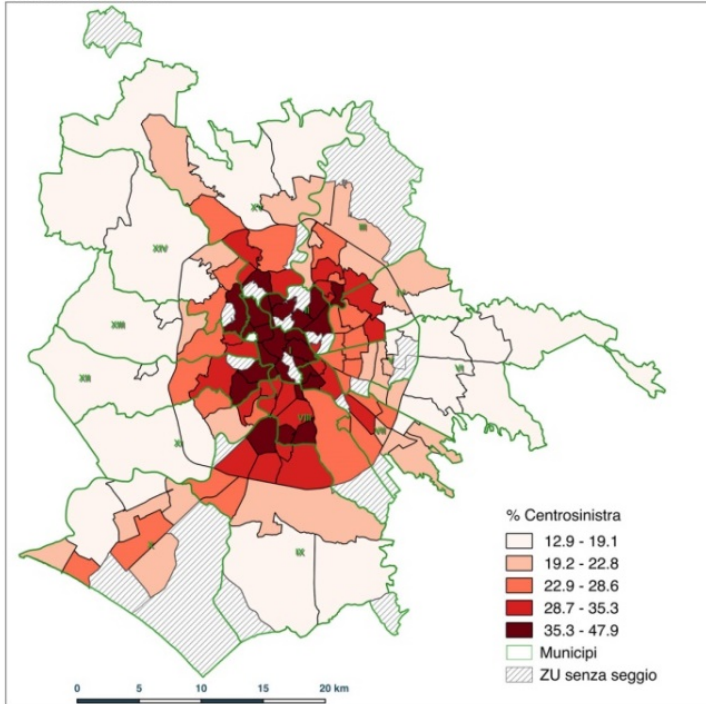 XV
III
XIV
IV
XIII
V
VI
XII
VIII
VII
XI
X
IX
% Centrosinistra
12.9 - 19.1
19.2 - 22.8
22.9 - 28.6
28.7 - 35.3
35.3 - 47.9
Municipi
ZU senza seggio
0 5 10 15 20 km